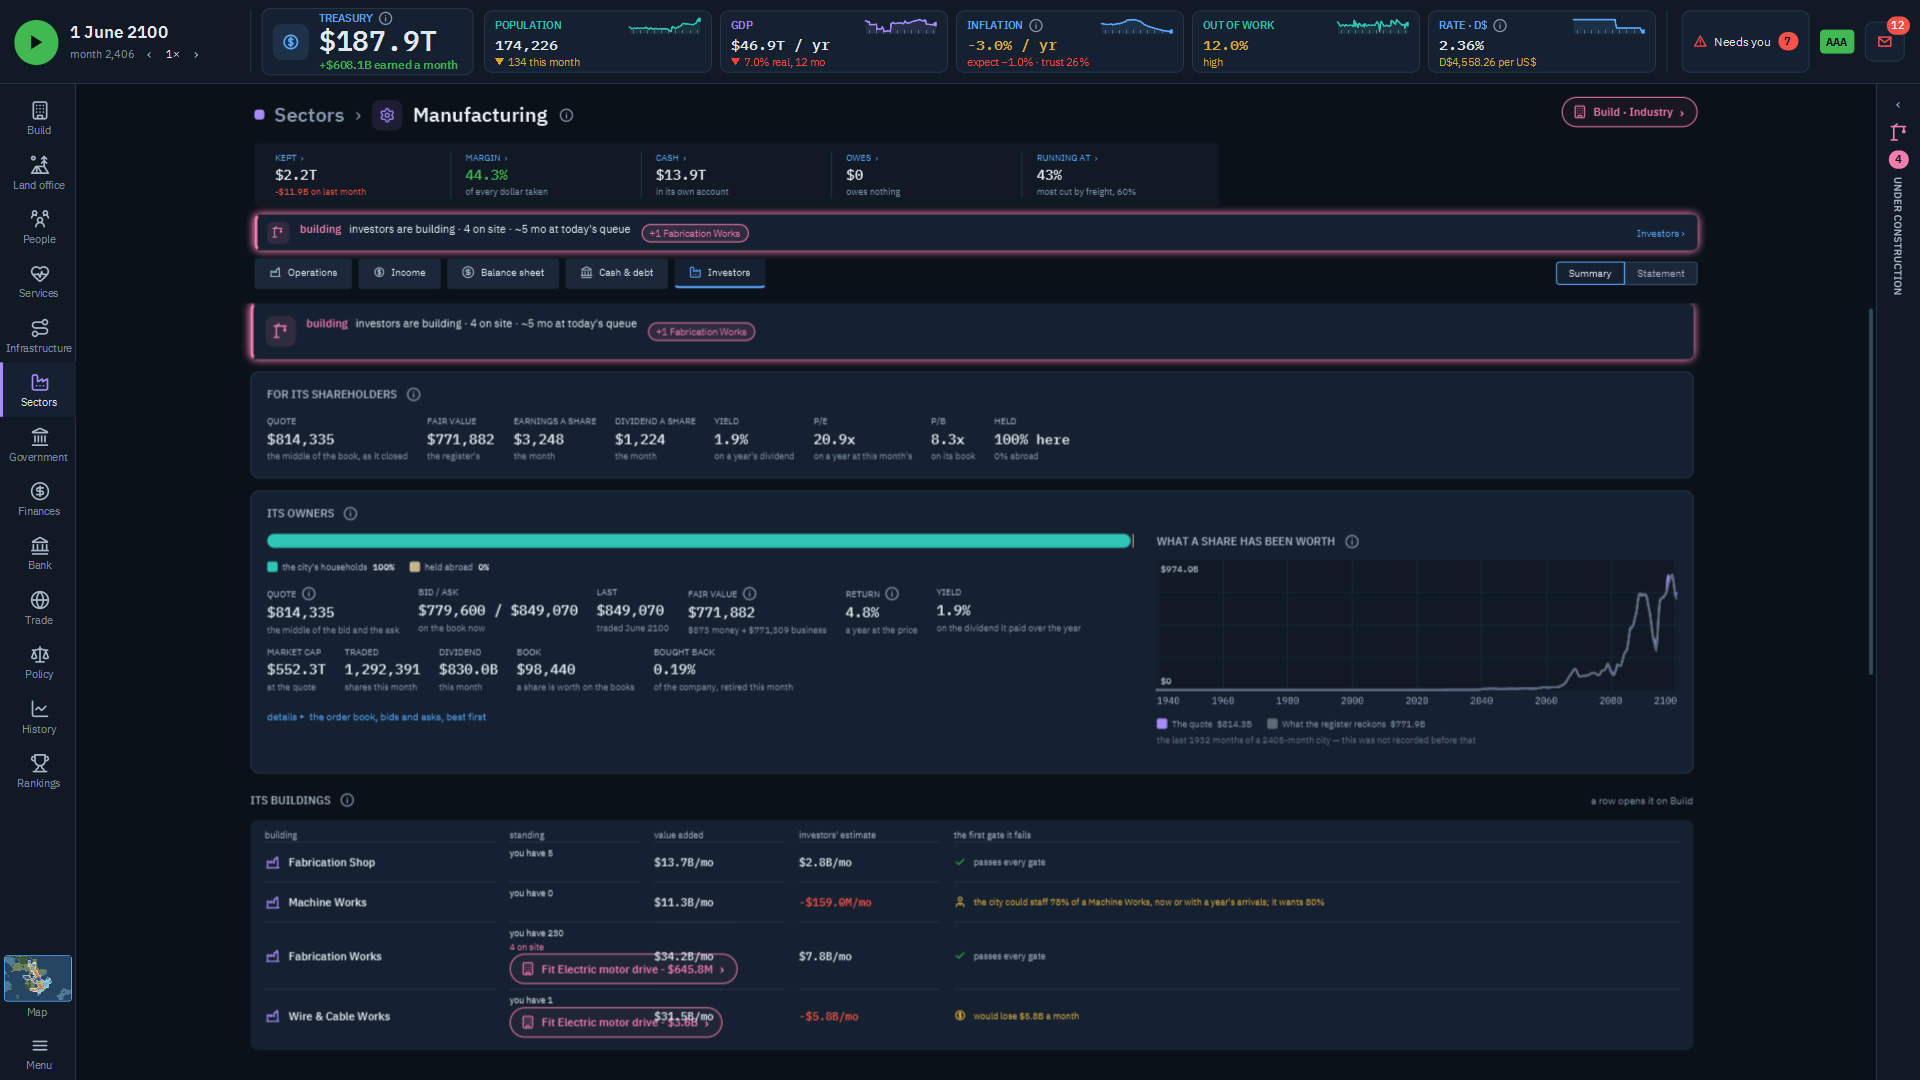 1 June 2100
month 2,406 ‹ 1× ›
TREASURY
$187.9T
+$608.1B earned a month
POPULATION
174,226
▼ 134 this month
GDP
$46.9T / yr
▼ 7.0% real, 12 mo
INFLATION
-3.0% / yr
expect −1.0% · trust 26%
OUT OF WORK
12.0%
high
RATE · D$
2.36%
D$4,558.26 per US$
Needs you 7
AAA
12
Build
Land office
People
Services
Infrastructure
Sectors
Government
Finances
Bank
Trade
Policy
History
Rankings
Map
Menu
Sectors › Manufacturing
Build · Industry ›
KEPT ›
$2.2T
-$11.9B on last month
MARGIN ›
44.3%
of every dollar taken
CASH ›
$13.9T
in its own account
OWES ›
$0
owes nothing
RUNNING AT ›
43%
most cut by freight, 60%
building investors are building · 4 on site · ~5 mo at today's queue +1 Fabrication Works
Investors ›
Operations
Income
Balance sheet
Cash & debt
Investors
Summary
Statement
building investors are building · 4 on site · ~5 mo at today's queue +1 Fabrication Works
FOR ITS SHAREHOLDERS
QUOTE
$814,335
the middle of the book, as it closed
FAIR VALUE
$771,882
the register's
EARNINGS A SHARE
$3,248
the month
DIVIDEND A SHARE
$1,224
the month
YIELD
1.9%
on a year's dividend
P/E
20.9x
on a year at this month's
P/B
8.3x
on its book
HELD
100% here
0% abroad
ITS OWNERS
the city's households 100%
held abroad 0%
QUOTE
$814,335
the middle of the bid and the ask
BID / ASK
$779,600 / $849,070
on the book now
LAST
$849,070
traded June 2100
FAIR VALUE
$771,882
$573 money + $771,309 business
RETURN
4.8%
a year at the price
YIELD
1.9%
on the dividend it paid over the year
MARKET CAP
$552.3T
at the quote
TRADED
1,292,391
shares this month
DIVIDEND
$830.0B
this month
BOOK
$98,440
a share is worth on the books
BOUGHT BACK
0.19%
of the company, retired this month
details ▸ the order book, bids and asks, best first
WHAT A SHARE HAS BEEN WORTH
$974.0B
$0
1940 1960 1980 2000 2020 2040 2060 2080 2100
The quote $814.3B
What the register reckons $771.9B
the last 1932 months of a 2405-month city — this was not recorded before that
ITS BUILDINGS
a row opens it on Build
building standing value added investors' estimate the first gate it fails
Fabrication Shop
you have 5
$13.7B/mo
$2.8B/mo
passes every gate
Machine Works
you have 0
$11.3B/mo
-$159.0M/mo
the city could staff 78% of a Machine Works, now or with a year's arrivals; it wants 80%
Fabrication Works
you have 230
4 on site
Fit Electric motor drive - $645.8M ›
$34.2B/mo
$7.8B/mo
passes every gate
Wire & Cable Works
you have 1
Fit Electric motor drive - $3.6B ›
$31.5B/mo
-$5.8B/mo
would lose $5.8B a month
‹
4
UNDER CONSTRUCTION